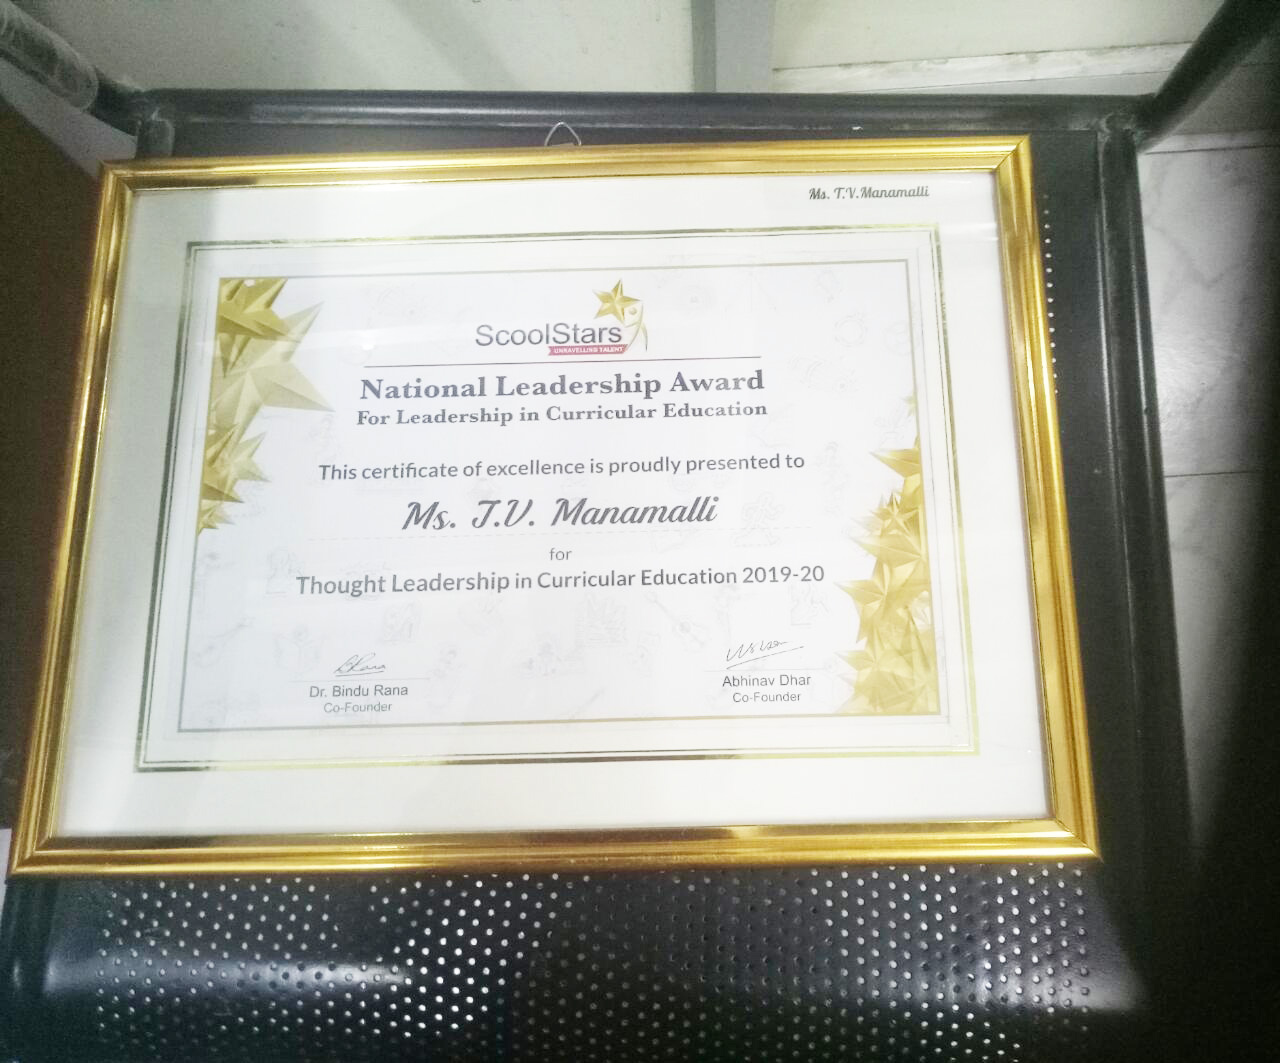 Ms. T.V.Manamalli
ScoolStars
UNRAVELLING TALENT
National Leadership Award
For Leadership in Curricular Education
This certificate of excellence is proudly presented to
Ms. T.V. Manamalli
for
Thought Leadership in Curricular Education 2019-20
Dr. Bindu Rana
Co-Founder
Abhinav Dhar
Co-Founder